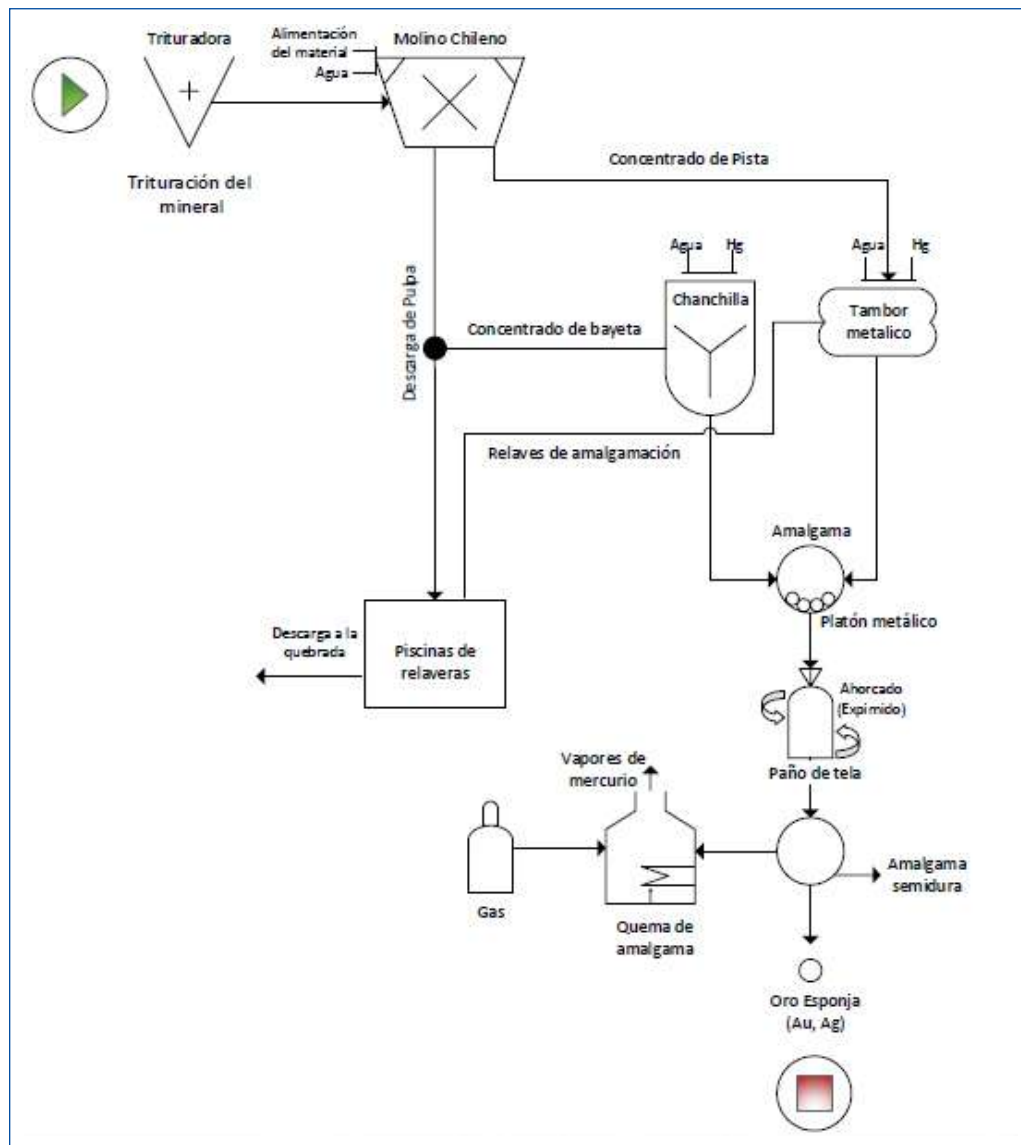 Trituradora
Alimentación
del material
Agua
Molino Chileno
Trituración del
mineral
Concentrado de Pista
Agua
Hg
Agua
Hg
Chanchilla
Tambor
metalico
Descarga de Pulpa
Concentrado de bayeta
Relaves de amalgamación
Amalgama
Platón metálico
Descarga a la
quebrada
Piscinas de
relaveras
Ahorcado
(Expimido)
Paño de tela
Vapores de
mercurio
Gas
Quema de
amalgama
Amalgama
semidura
Oro Esponja
(Au, Ag)